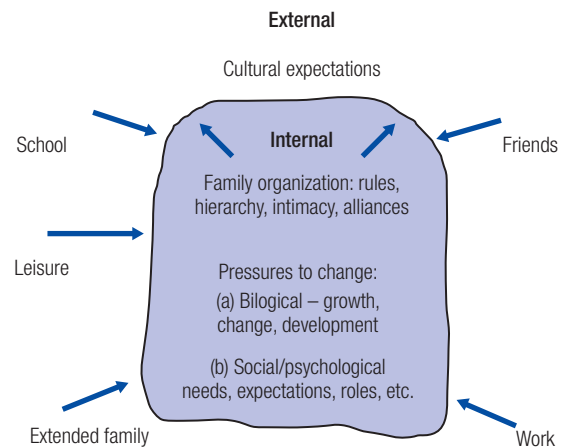 External
Cultural expectations
School
Internal
Friends
Family organization: rules,
hierarchy, intimacy, alliances
Leisure
Pressures to change:
(a) Bilogical – growth,
change, development
(b) Social/psychological
needs, expectations, roles, etc.
Extended family
Work